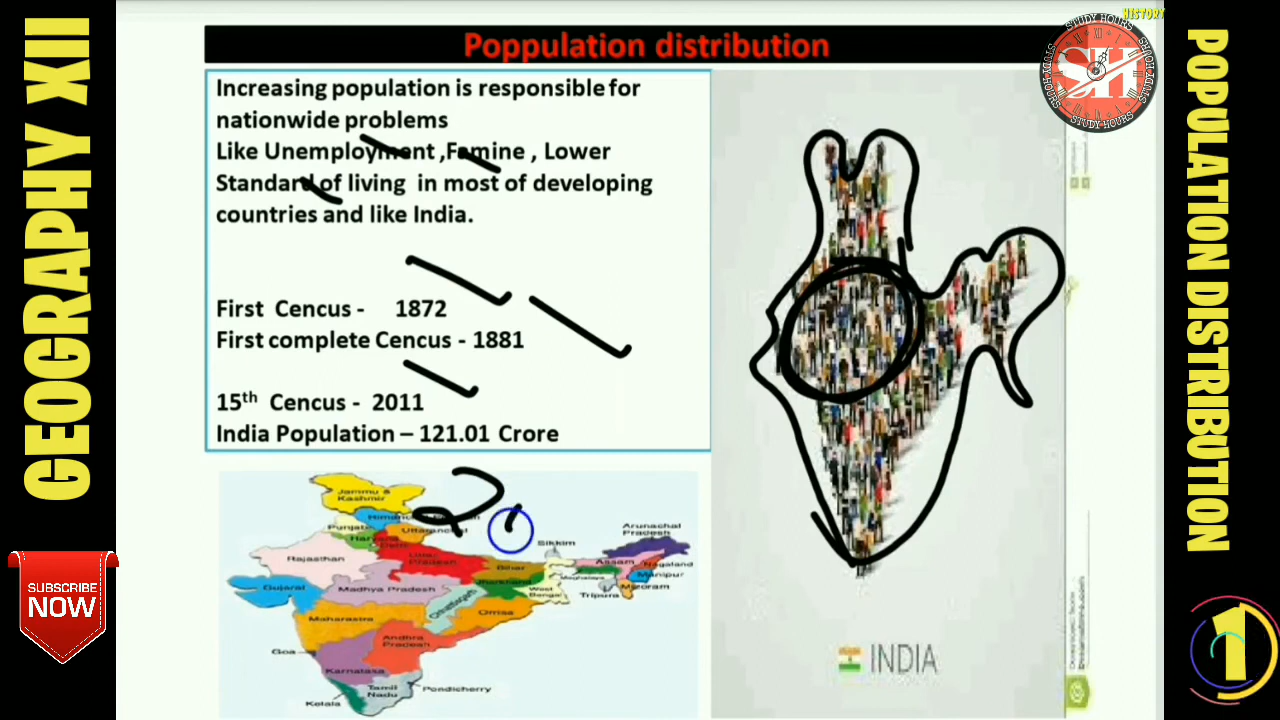 GEOGRAPHY XII
SUBSCRIBE
NOW
Poppulation distribution
Increasing population is responsible for
nationwide problems
Like Unemployment ,Famine , Lower
Standard of living in most of developing
countries and like India.
First Cencus - 1872
First complete Cencus - 1881
15th Cencus - 2011
India Population – 121.01 Crore
Jammu &
Kashmir
Punjab
Haryana
Delhi
Rajasthan
Uttar
Pradesh
Bihar
Sikkim
Arunachal
Pradesh
Assam
Nagaland
Manipur
Mizoram
Tripura
Meghalaya
Gujarat
Madhya Pradesh
Jharkhand
West
Bengal
Chhattisgarh
Orissa
Maharastra
Andhra
Pradesh
Goa
Karnataka
Tamil
Nadu
Pondicherry
INDIA
HISTORY
STUDY HOURS
SH
STUDY HOURS
POPULATION DISTRIBUTION
1